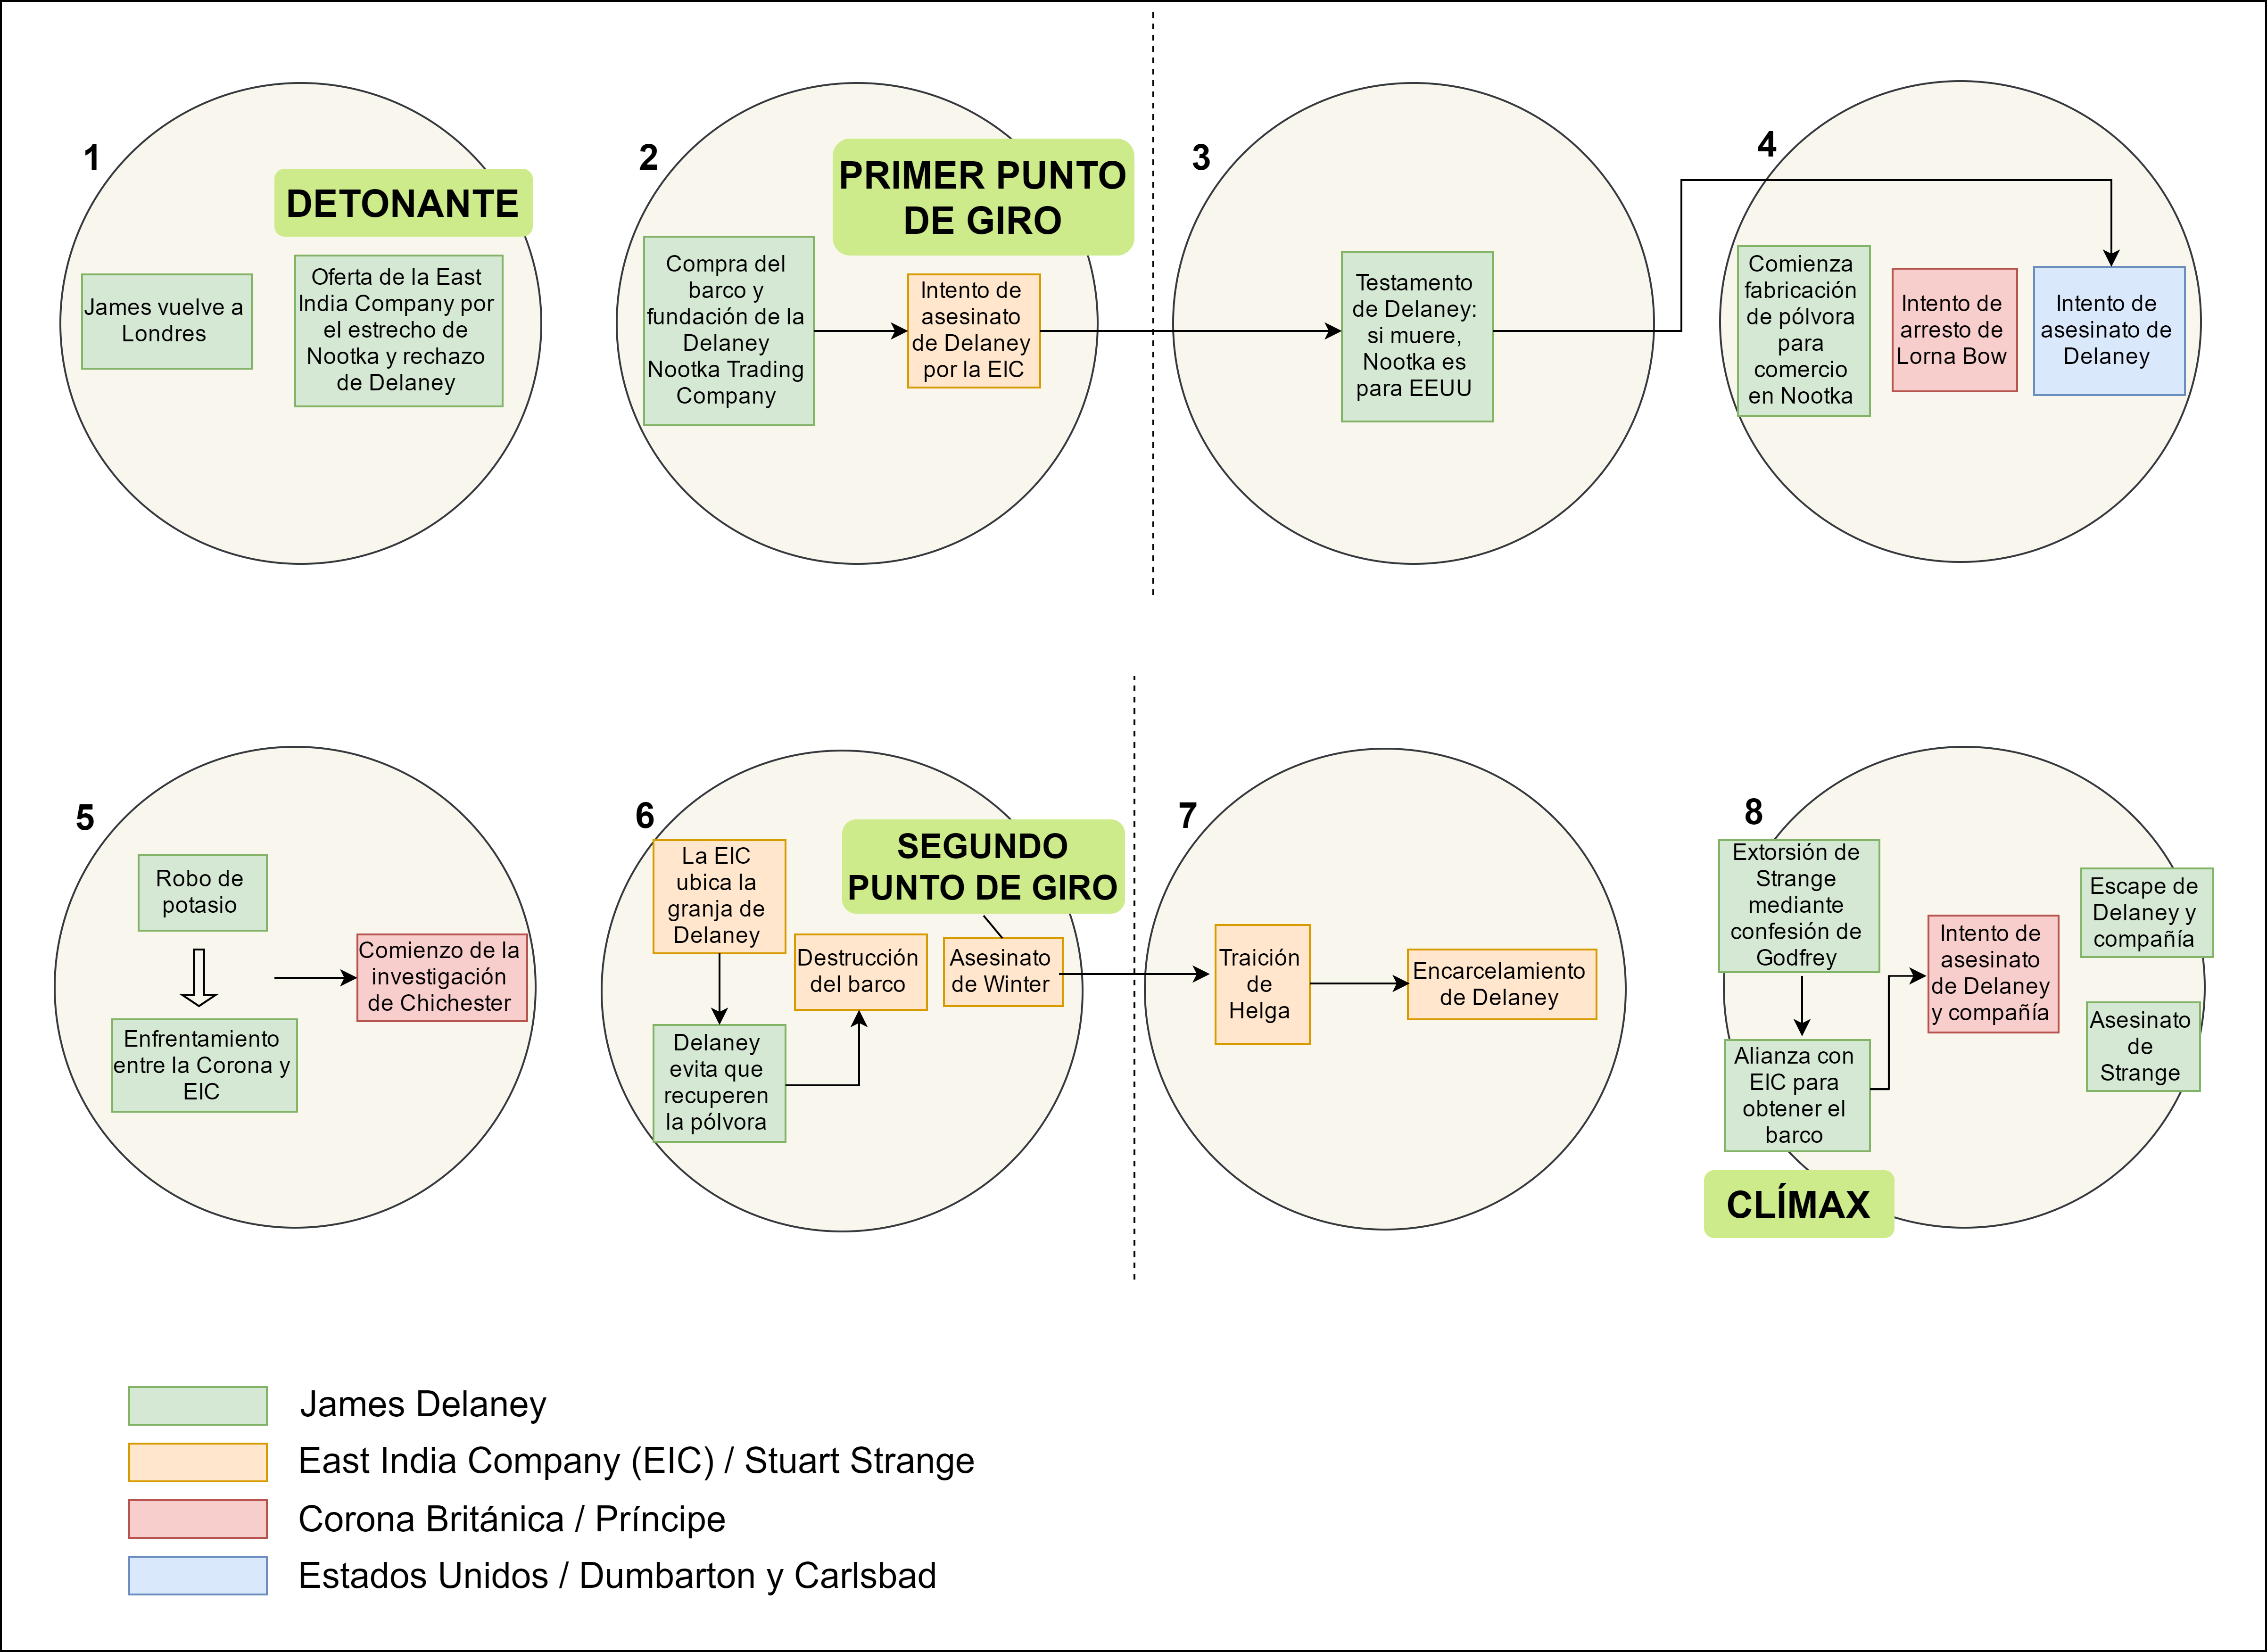 1
DETONANTE
James vuelve a
Londres
Oferta de la East
India Company por
el estrecho de
Nootka y rechazo
de Delaney
2
PRIMER PUNTO
DE GIRO
Compra del
barco y
fundación de la
Delaney
Nootka Trading
Company
Intento de
asesinato
de Delaney
por la EIC
3
Testamento
de Delaney:
si muere,
Nootka es
para EEUU
4
Comienza
fabricación
de pólvora
para
comercio
en Nootka
Intento de
arresto de
Lorna Bow
Intento de
asesinato de
Delaney
5
Robo de
potasio
Enfrentamiento
entre la Corona y
EIC
Comienzo de la
investigación
de Chichester
6
La EIC
ubica la
granja de
Delaney
SEGUNDO
PUNTO DE GIRO
Delaney
evita que
recuperen
la pólvora
Destrucción
del barco
Asesinato
de Winter
7
Traición
de
Helga
Encarcelamiento
de Delaney
8
Extorsión de
Strange
mediante
confesión de
Godfrey
Alianza con
EIC para
obtener el
barco
CLÍMAX
Intento de
asesinato
de Delaney
y compañía
Escape de
Delaney y
compañía
Asesinato
de
Strange
James Delaney
East India Company (EIC) / Stuart Strange
Corona Británica / Príncipe
Estados Unidos / Dumbarton y Carlsbad